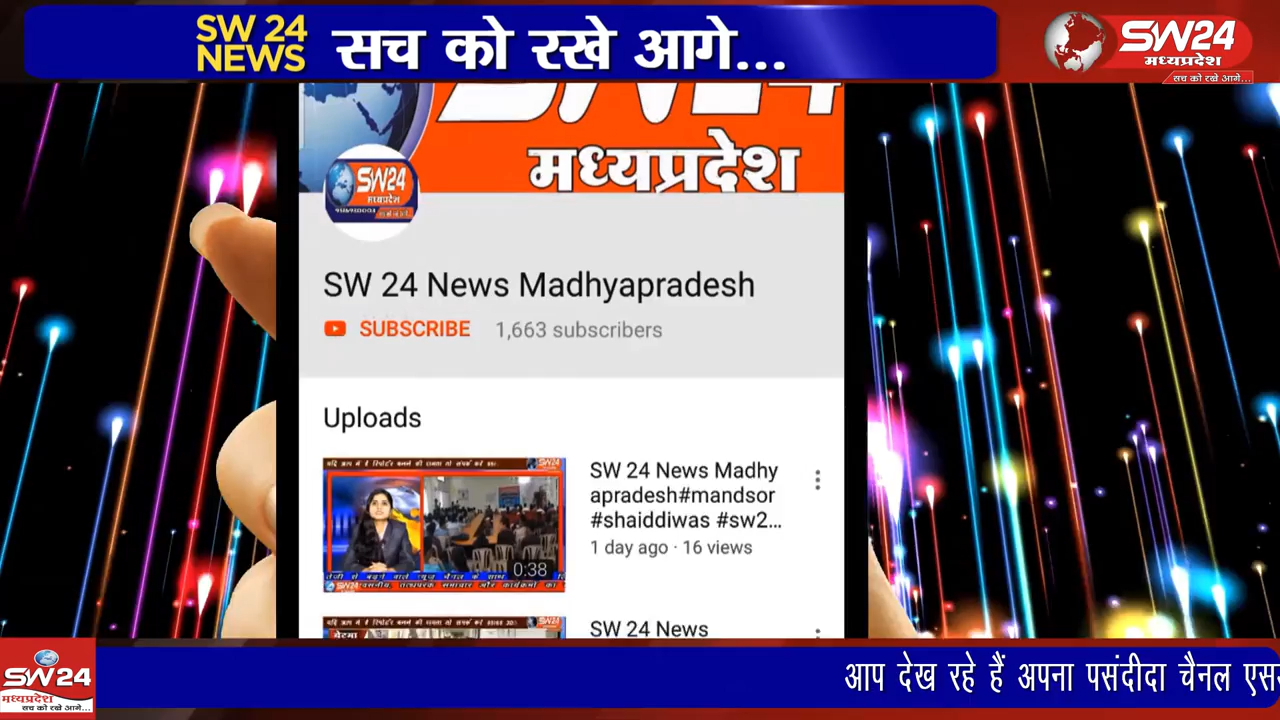 SW 24
NEWS
सच को रखे आगे...
SW24
मध्यप्रदेश
सच को रखे आगे...
SW24
मध्यप्रदेश
SW24
मध्यप्रदेश
SW 24 News Madhyapradesh
SUBSCRIBE 1,663 subscribers
Uploads
SW 24 News Madhy
apradesh#mandsor
#shaiddiwas #sw2...
1 day ago · 16 views
0:38
SW 24 News
SW24
मध्यप्रदेश
सच को रखे आगे...
आप देख रहे हैं अपना पसंदीदा चैनल एस